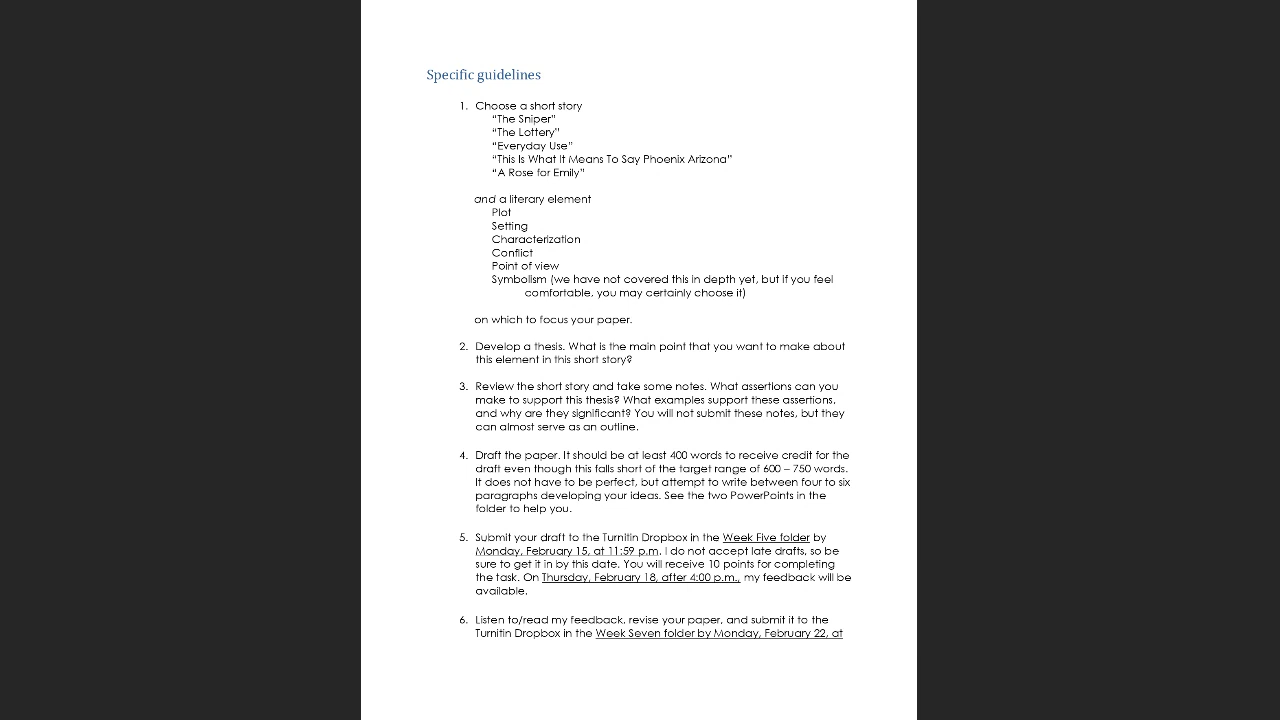 Specific guidelines
1. Choose a short story
“The Sniper”
“The Lottery”
“Everyday Use”
“This Is What It Means To Say Phoenix Arizona”
“A Rose for Emily”
and a literary element
Plot
Setting
Characterization
Conflict
Point of view
Symbolism (we have not covered this in depth yet, but if you feel
comfortable, you may certainly choose it)
on which to focus your paper.
2. Develop a thesis. What is the main point that you want to make about
this element in this short story?
3. Review the short story and take some notes. What assertions can you
make to support this thesis? What examples support these assertions,
and why are they significant? You will not submit these notes, but they
can almost serve as an outline.
4. Draft the paper. It should be at least 400 words to receive credit for the
draft even though this falls short of the target range of 600 – 750 words.
It does not have to be perfect, but attempt to write between four to six
paragraphs developing your ideas. See the two PowerPoints in the
folder to help you.
5. Submit your draft to the Turnitin Dropbox in the Week Five folder by
Monday, February 15, at 11:59 p.m. I do not accept late drafts, so be
sure to get it in by this date. You will receive 10 points for completing
the task. On Thursday, February 18, after 4:00 p.m., my feedback will be
available.
6. Listen to/read my feedback, revise your paper, and submit it to the
Turnitin Dropbox in the Week Seven folder by Monday, February 22, at